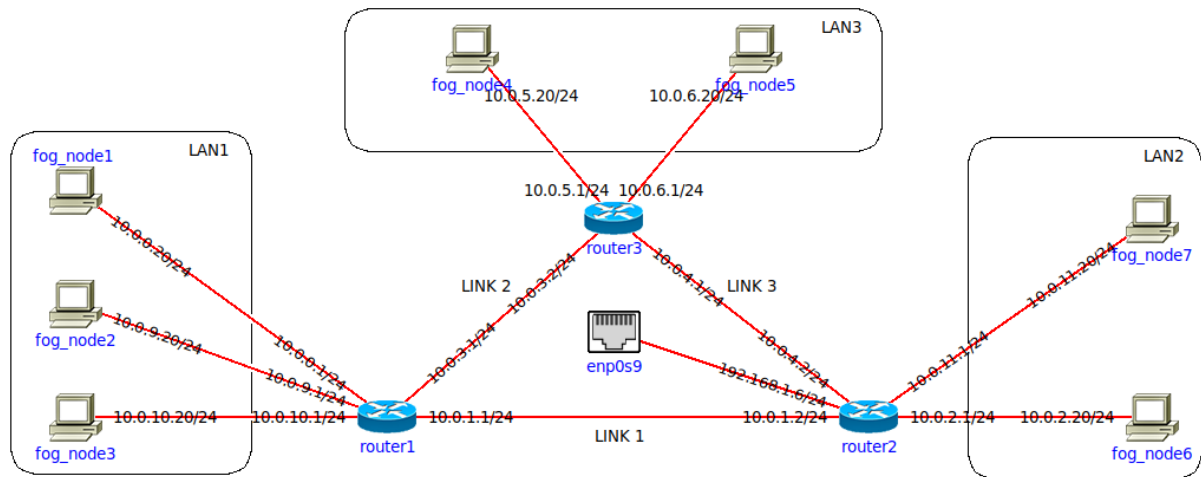 LAN3
fog_node4
fog_node5
10.0.5.20/24
10.0.6.20/24
LAN1
fog_node1
LAN2
10.0.5.1/24
10.0.6.1/24
router3
10.0.0.20/24
fog_node7
10.0.11.20/24
fog_node2
10.0.9.20/24
10.0.0.1/24
10.0.9.1/24
LINK 2
10.0.3.2/24
10.0.3.1/24
LINK 3
10.0.4.1/24
10.0.4.2/24
enp0s9
192.168.1.6/24
10.0.11.1/24
10.0.10.20/24
10.0.10.1/24
10.0.1.1/24
10.0.1.2/24
10.0.2.1/24
10.0.2.20/24
fog_node3
router1
LINK 1
router2
fog_node6